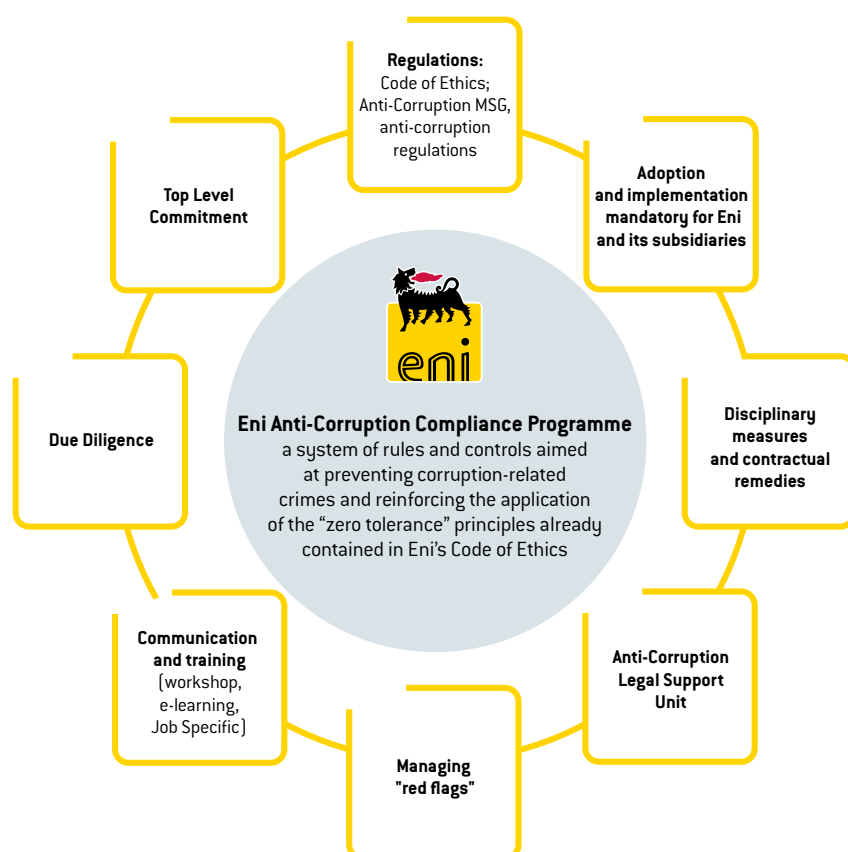 Regulations:
Code of Ethics;
Anti-Corruption MSG,
anti-corruption
regulations
Adoption
and implementation
mandatory for Eni
and its subsidiaries
Disciplinary
measures
and contractual
remedies
Anti-Corruption
Legal Support
Unit
Managing
"red flags"
Communication
and training
(workshop,
e-learning,
Job Specific)
Due Diligence
Top Level
Commitment
eni
Eni Anti-Corruption Compliance Programme
a system of rules and controls aimed
at preventing corruption-related
crimes and reinforcing the application
of the “zero tolerance” principles already
contained in Eni’s Code of Ethics